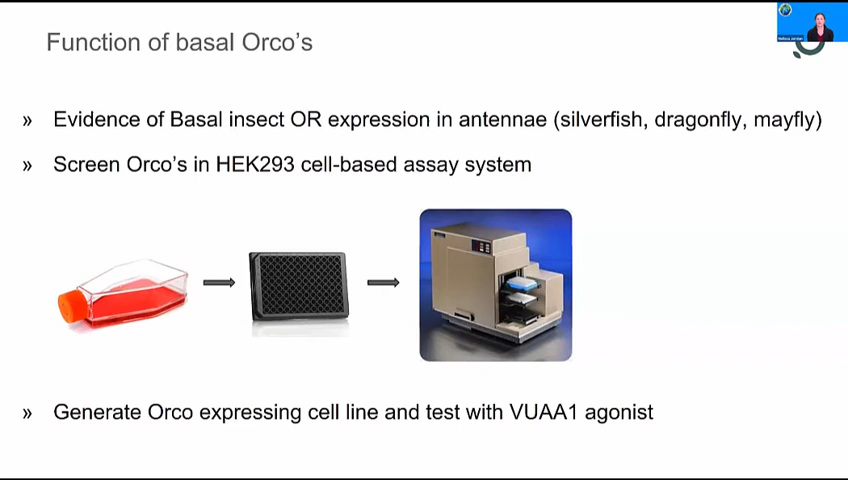 Function of basal Orco's
» Evidence of Basal insect OR expression in antennae (silverfish, dragonfly, mayfly)
» Screen Orco's in HEK293 cell-based assay system
» Generate Orco expressing cell line and test with VUAA1 agonist